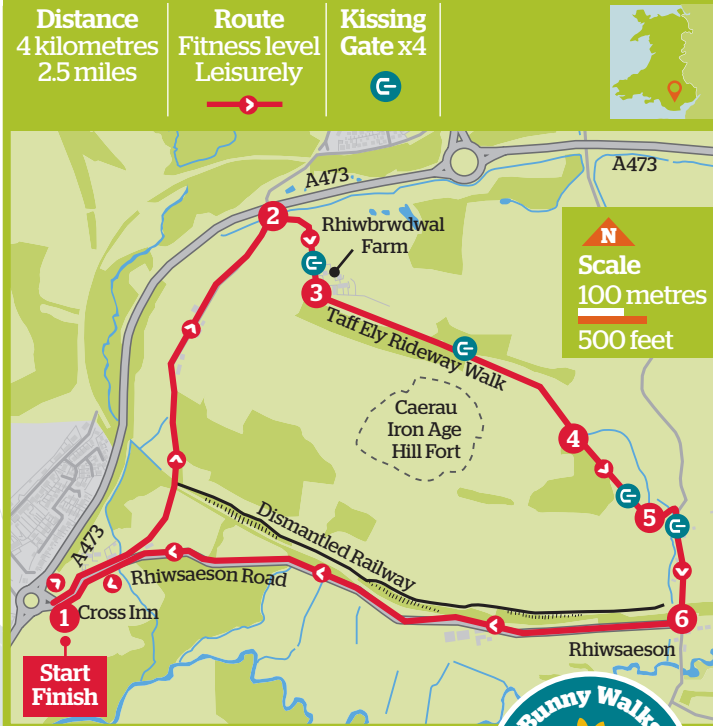 Distance
4 kilometres
2.5 miles
Route
Fitness level
Leisurely
Kissing
Gate x4
A473
A473
2
Rhiwbrwdwal
Farm
N
Scale
100 metres
500 feet
3
Taff Ely Rideway Walk
Caerau
Iron Age
Hill Fort
4
5
Dismantled Railway
A473
Rhiwsaeson Road
1
Cross Inn
6
Rhiwsaeson
Start
Finish
Bunny Walks